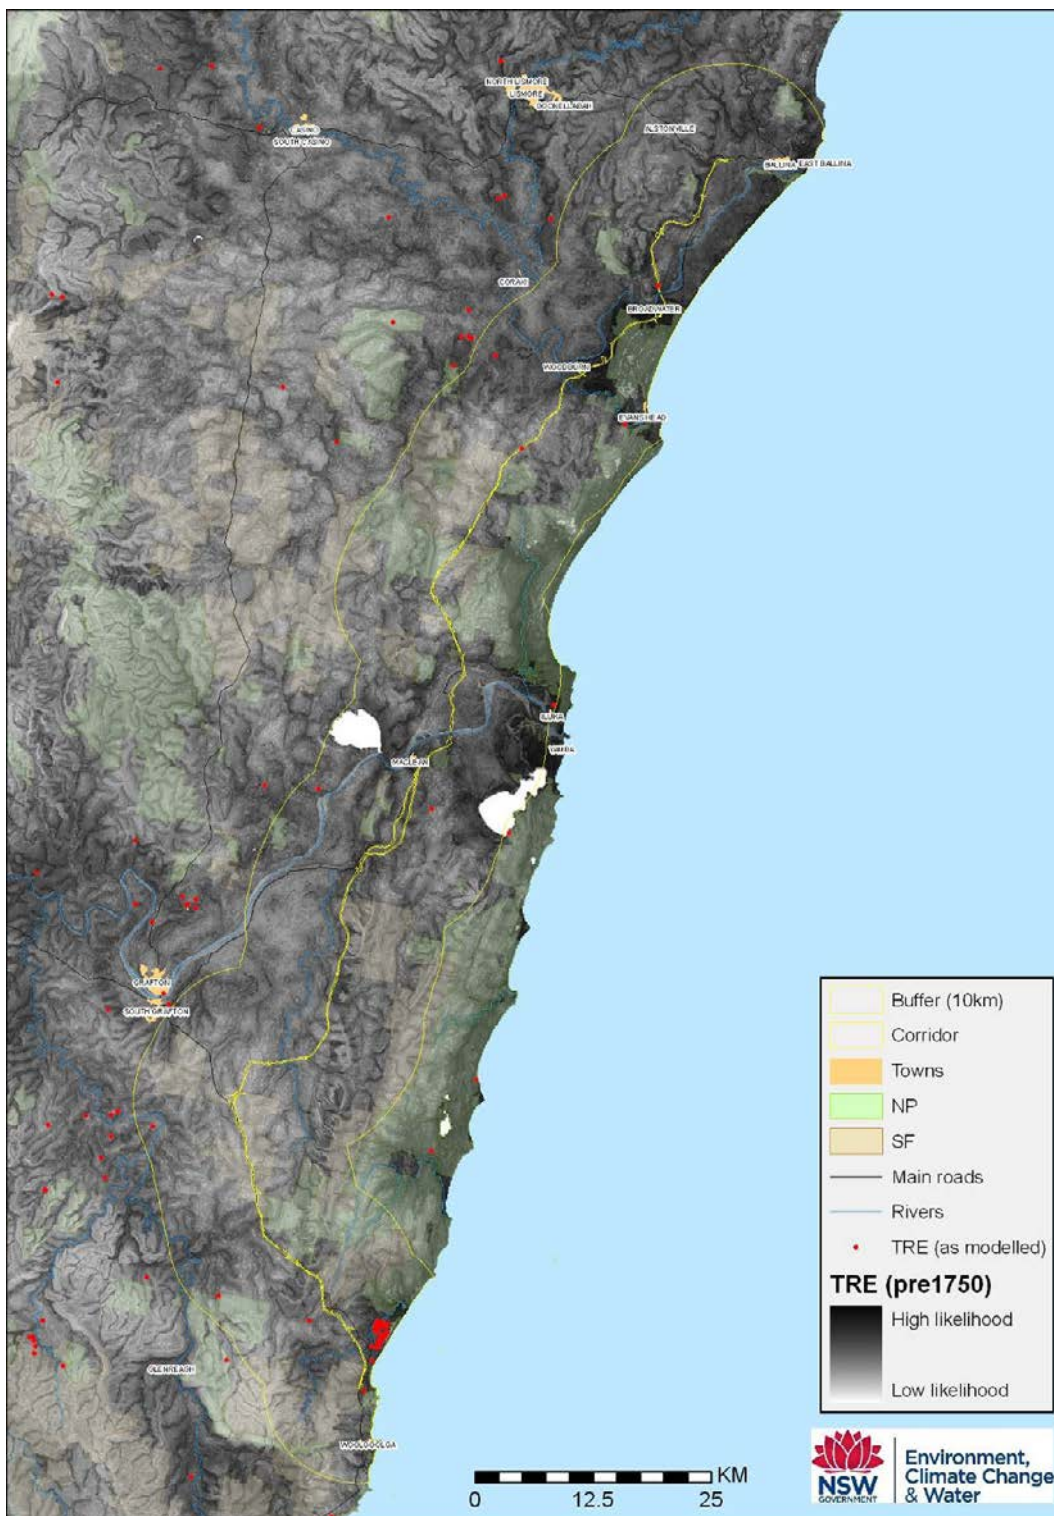 NORTH LISMORE
LISMORE
GOONELLABAH
CASINO
SOUTH CASINO
ALSTONVILLE
BALLINA
EAST BALLINA
CORAKI
BROADWATER
WOODBURN
EVANS HEAD
ILUKA
YAMBA
MACLEAN
GRAFTON
SOUTH GRAFTON
GLENREAGH
WOOLGOOLGA
Buffer (10km)
Corridor
Towns
NP
SF
Main roads
Rivers
TRE (as modelled)
TRE (pre1750)
High likelihood
Low likelihood
KM
0 12.5 25
NSW
GOVERNMENT
Environment,
Climate Change
& Water